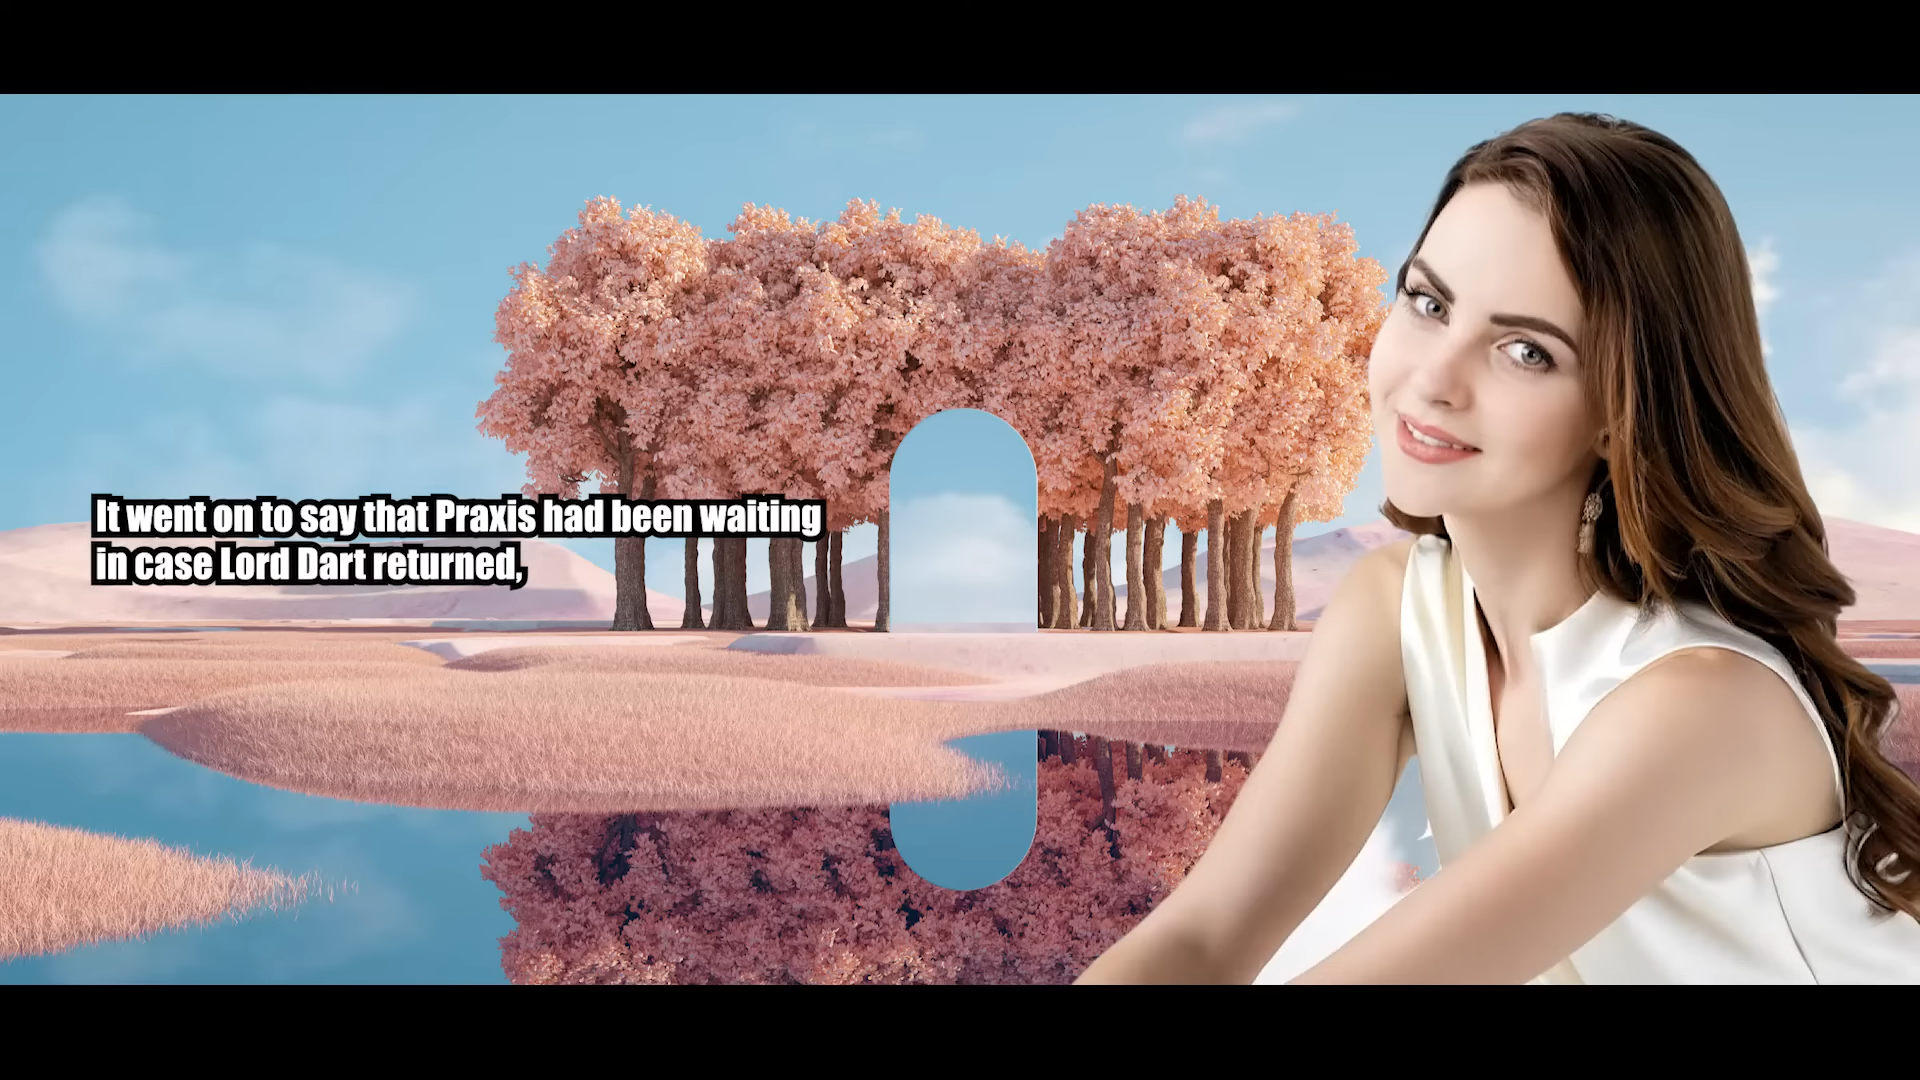 It went on to say that Praxis had been waiting
in case Lord Dart returned,